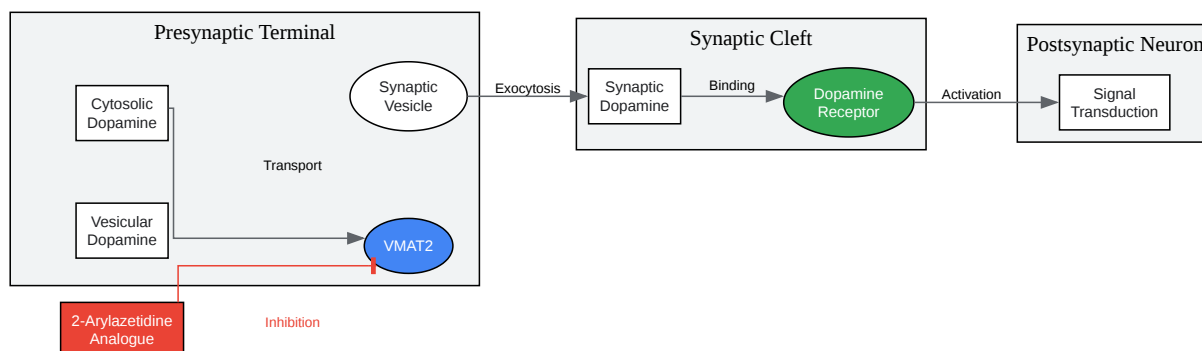 Presynaptic Terminal
Synaptic Cleft
Postsynaptic Neuron
Cytosolic
Dopamine
Synaptic
Vesicle
Exocytosis
Synaptic
Dopamine
Binding
Dopamine
Receptor
Activation
Signal
Transduction
Transport
Vesicular
Dopamine
VMAT2
2-Arylazetidine
Analogue
Inhibition